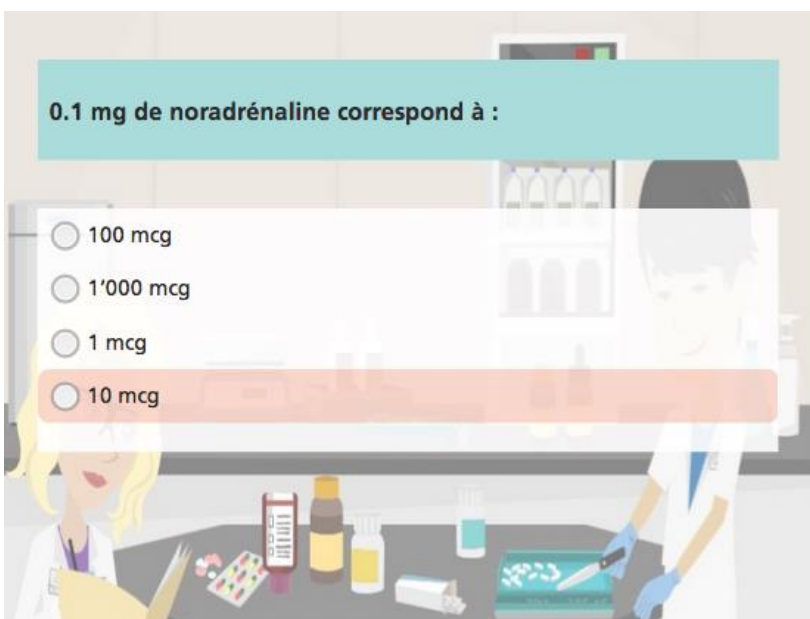 0.1 mg de noradrénaline correspond à :
100 mcg
1’000 mcg
1 mcg
10 mcg